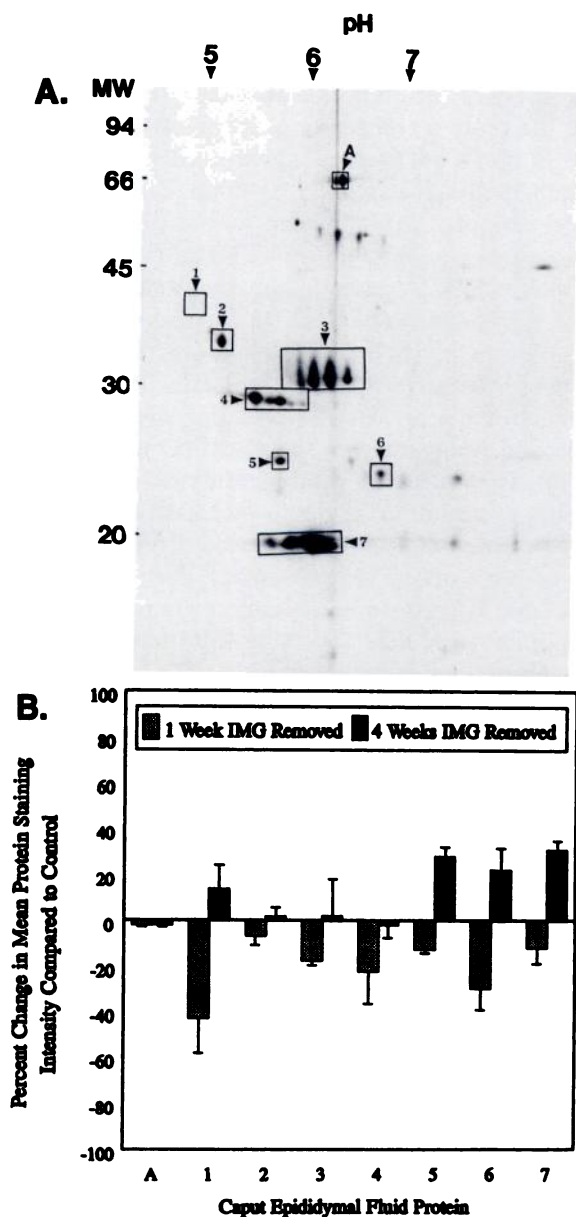 pH
5 6 7
A. MW
94
A
66
45
1
2
3
30
4
5
6
20
7
B.
100
80
1 Week IMG Removed 4 Weeks IMG Removed
60
40
20
0
-20
-40
-60
-80
-100
Percent Change in Mean Protein Staining
Intensity Compared to Control
A 1 2 3 4 5 6 7
Caput Epididymal Fluid Protein